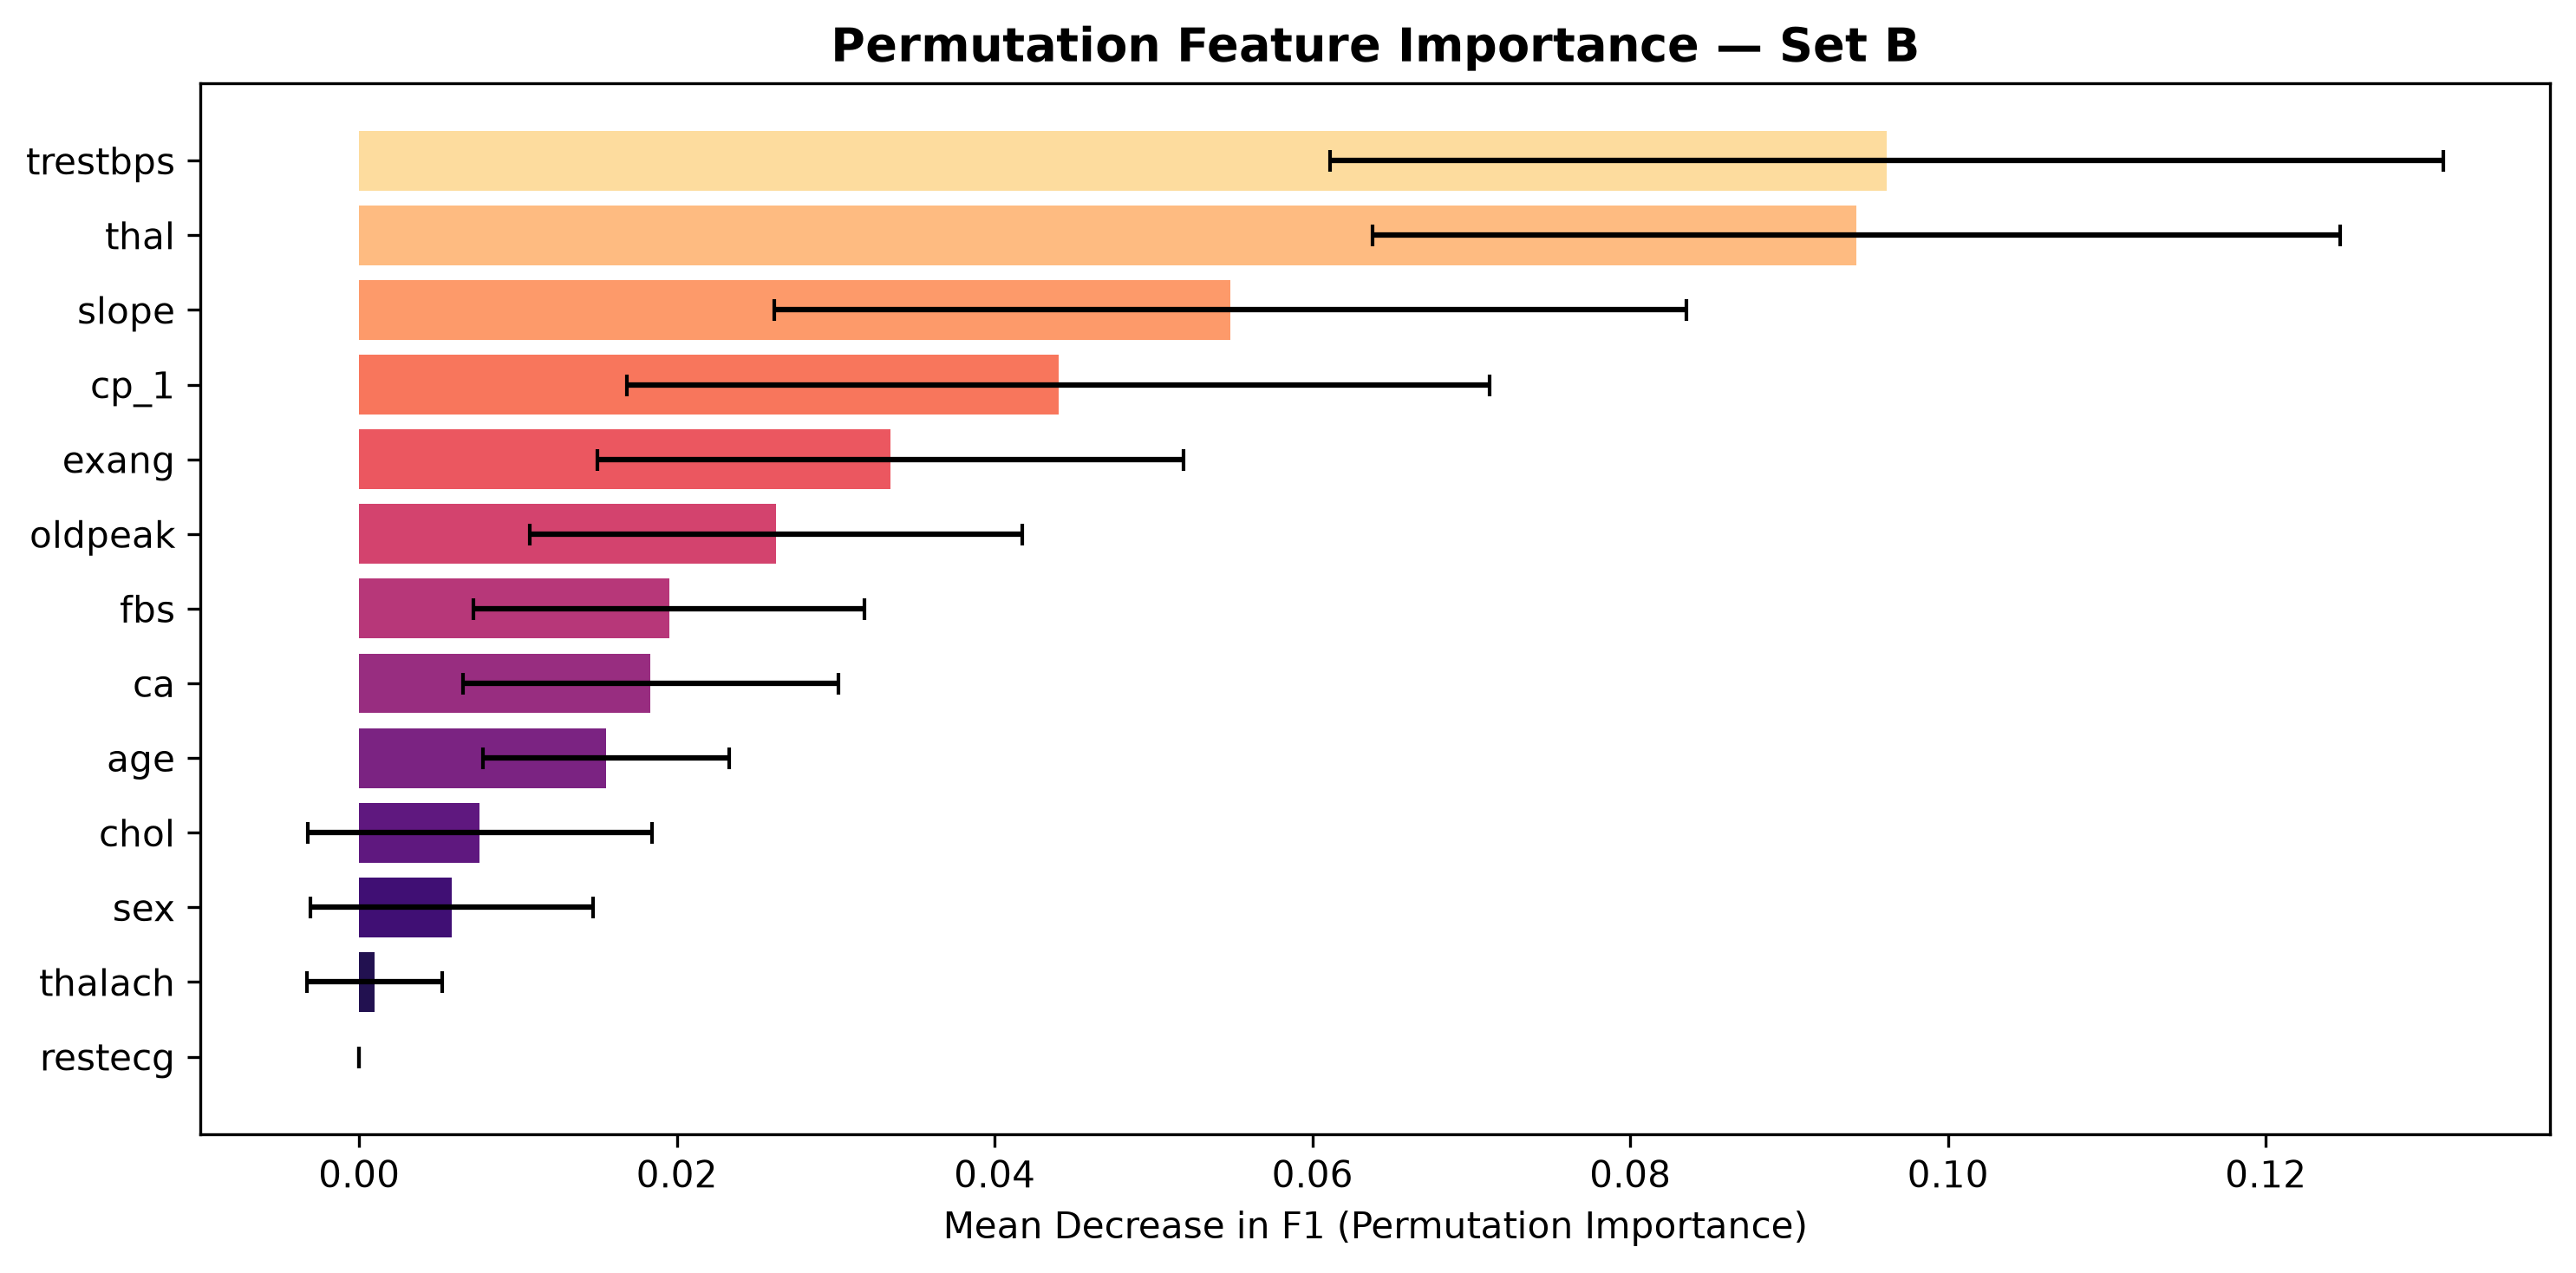 Permutation Feature Importance — Set B
trestbps
thal
slope
cp_1
exang
oldpeak
fbs
ca
age
chol
sex
thalach
restecg
0.00 0.02 0.04 0.06 0.08 0.10 0.12
Mean Decrease in F1 (Permutation Importance)